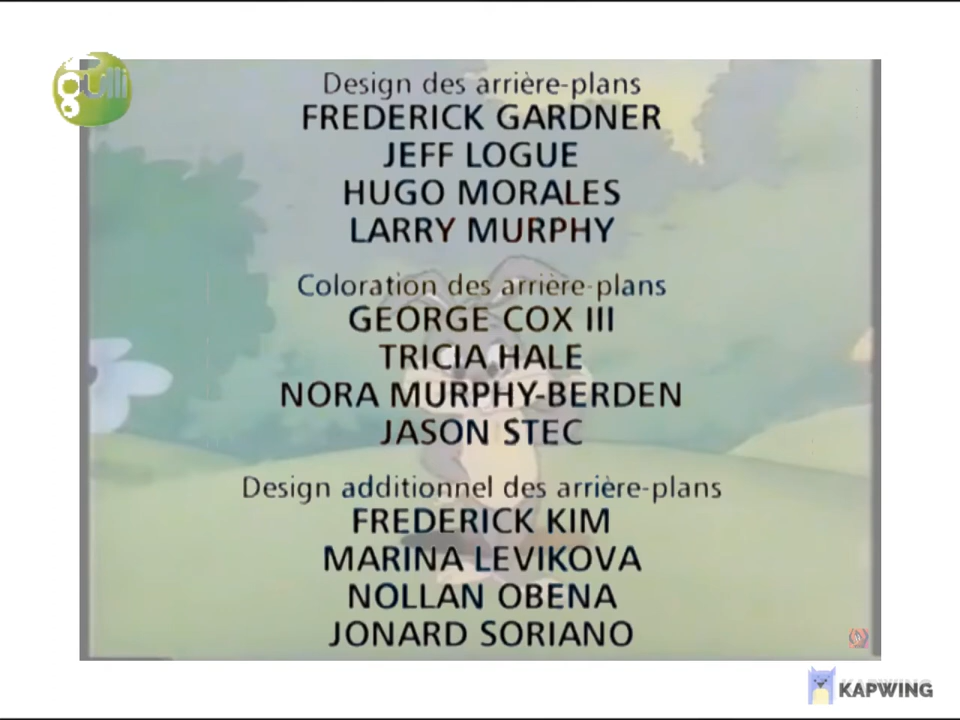 gulli
Design des arrière-plans
FREDERICK GARDNER
JEFF LOGUE
HUGO MORALES
LARRY MURPHY
Coloration des arrière-plans
GEORGE COX III
TRICIA HALE
NORA MURPHY-BERDEN
JASON STEC
Design additionnel des arrière-plans
FREDERICK KIM
MARINA LEVIKOVA
NOLLAN OBENA
JONARD SORIANO
KAPWING